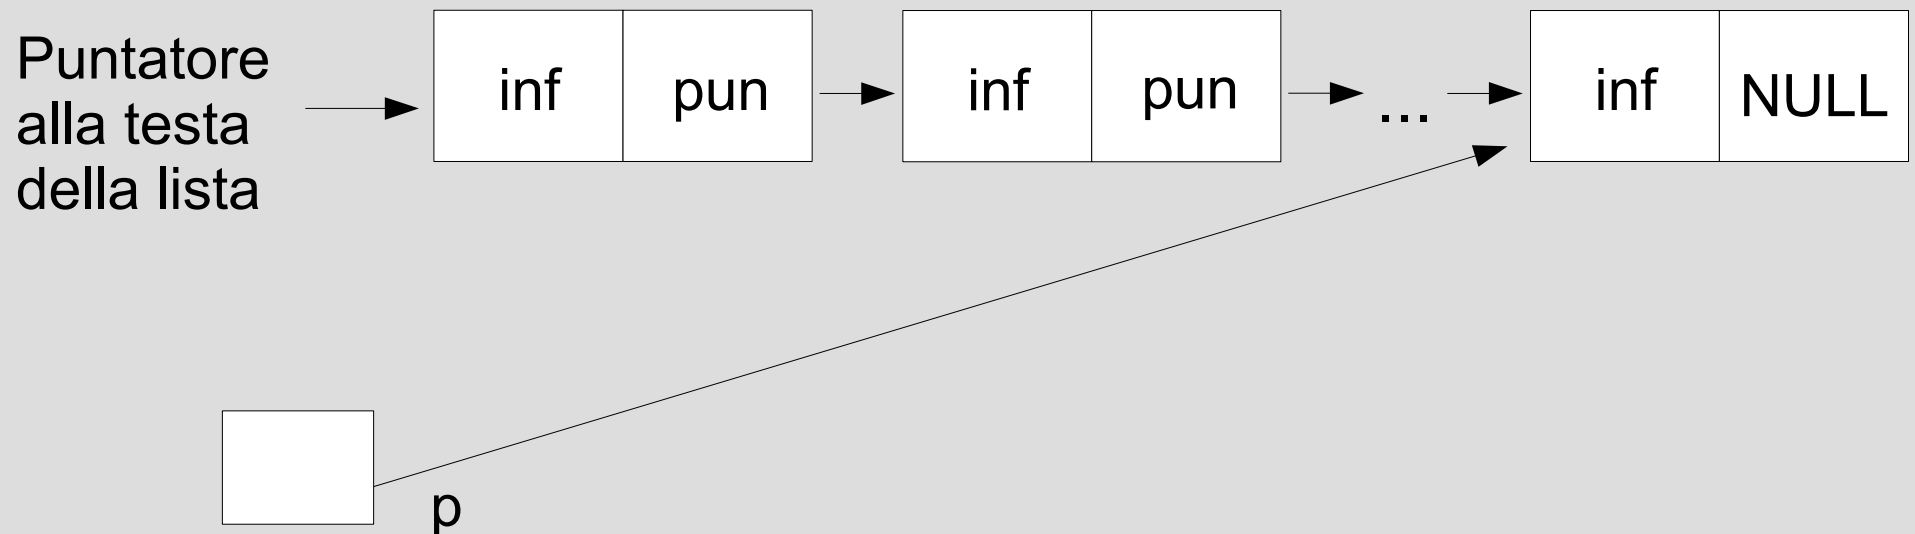 Puntatore
alla testa
della lista
inf pun inf pun ... inf NULL
p